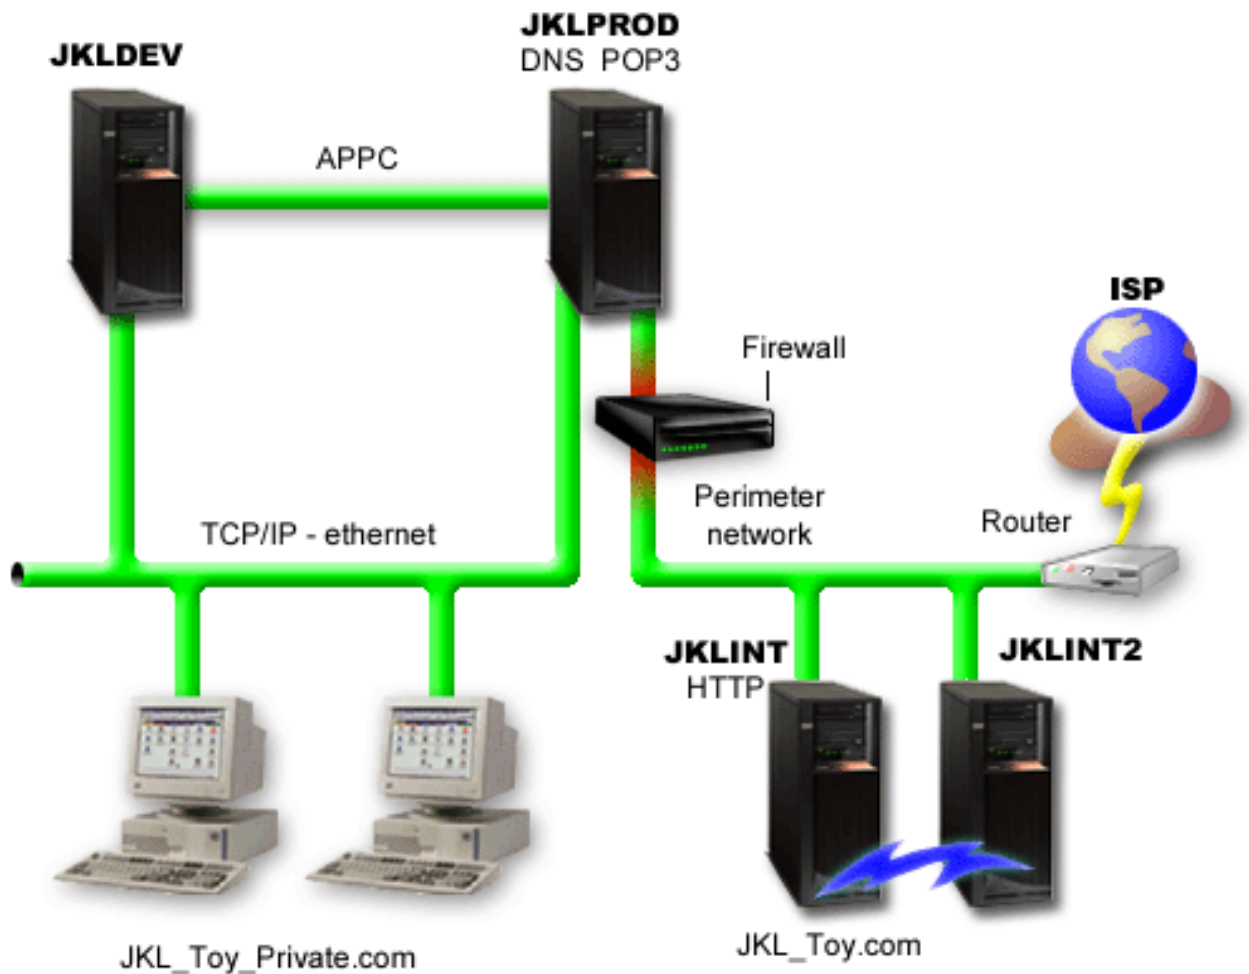 JKLDEV
JKLPROD
DNS POP3
APPC
ISP
Firewall
Perimeter
network
Router
TCP/IP - ethernet
JKLINT
HTTP
JKLINT2
JKL_Toy_Private.com
JKL_Toy.com